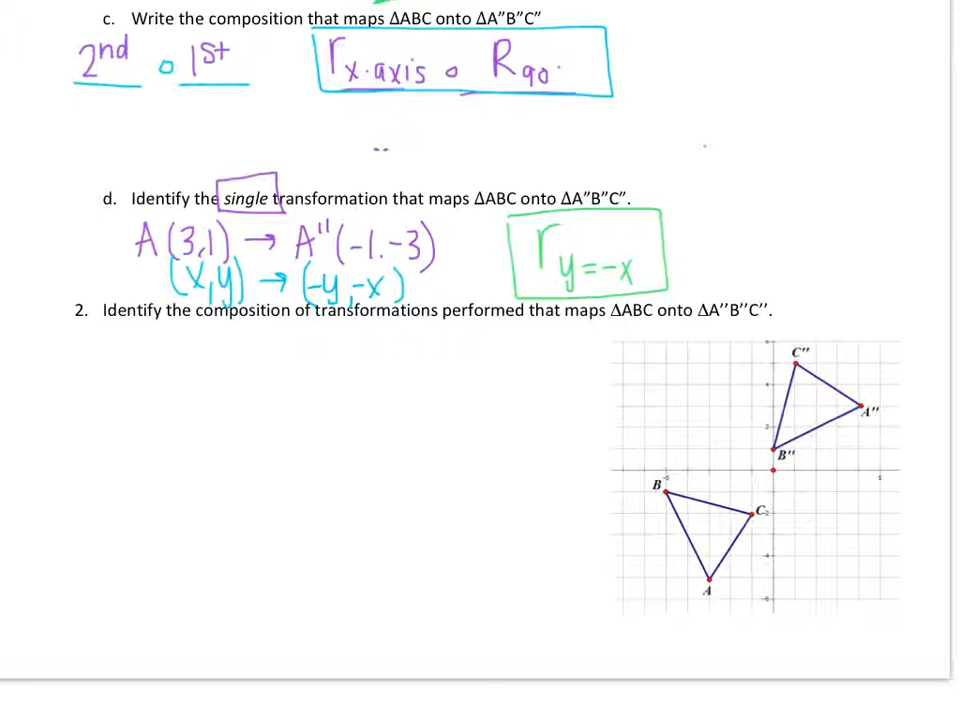 c. Write the composition that maps ΔABC onto ΔA”B”C”
2nd ∘ 1st    r x-axis ∘ R 90°
d. Identify the single transformation that maps ΔABC onto ΔA”B”C”.
A(3,1) → A"(-1,-3)    r y=-x
(x,y) → (-y,-x)
2. Identify the composition of transformations performed that maps ΔABC onto ΔA’’B’’C’’.
C"
A"
B"
B
C
A